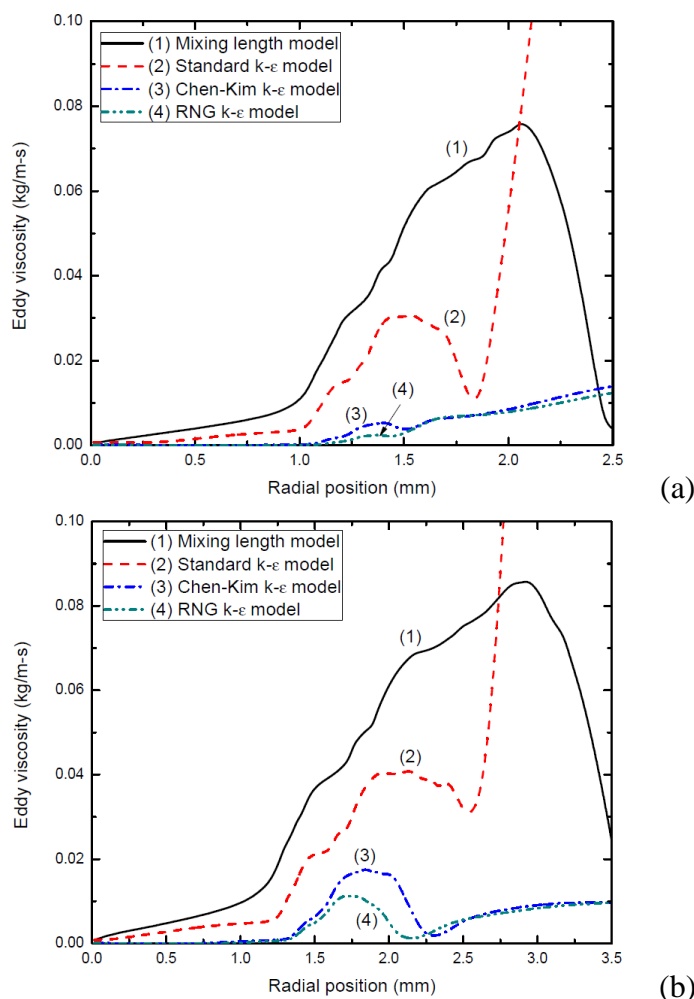 0.10
(1) Mixing length model
(2) Standard k-ε model
(3) Chen-Kim k-ε model
(4) RNG k-ε model
0.08
(1)
0.06
Eddy viscosity (kg/m-s)
0.04
(2)
0.02
(4)
(3)
0.00
0.0 0.5 1.0 1.5 2.0 2.5
Radial position (mm)
(a)
0.10
(1) Mixing length model
(2) Standard k-ε model
(3) Chen-Kim k-ε model
(4) RNG k-ε model
0.08
(1)
0.06
Eddy viscosity (kg/m-s)
(2)
0.04
0.02
(3)
(4)
0.00
0.0 0.5 1.0 1.5 2.0 2.5 3.0 3.5
Radial position (mm)
(b)